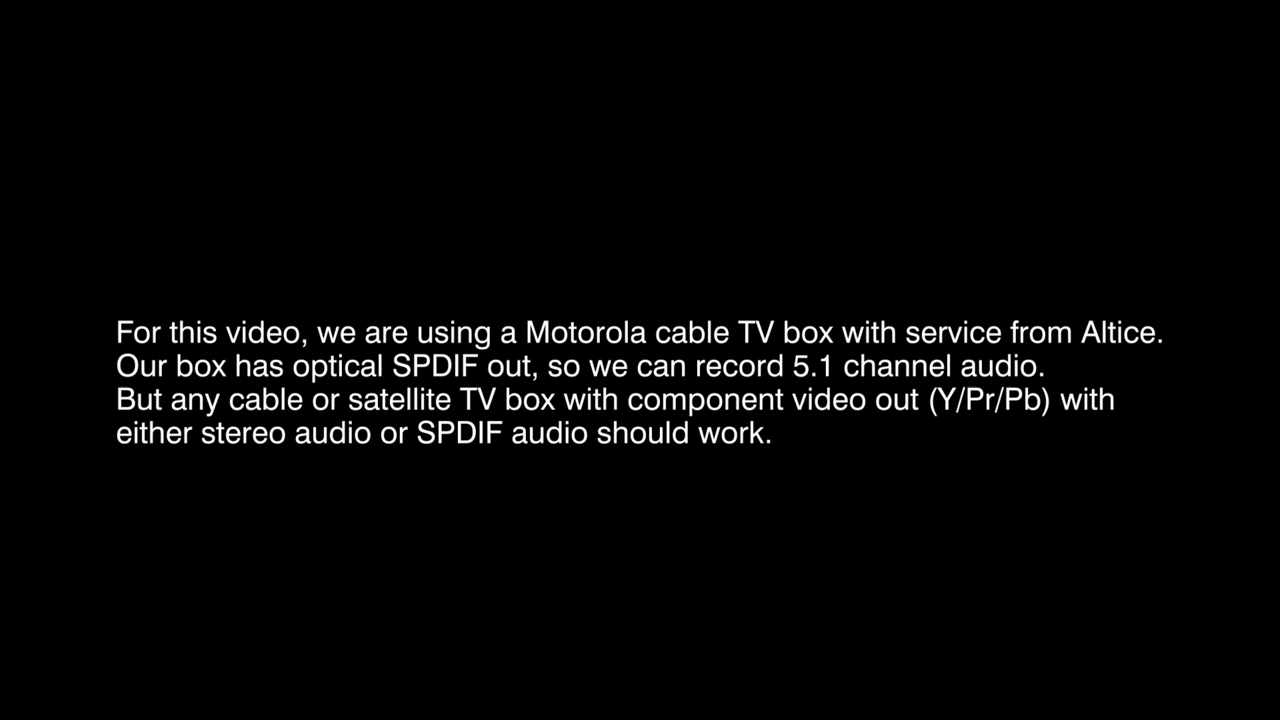 For this video, we are using a Motorola cable TV box with service from Altice.
Our box has optical SPDIF out, so we can record 5.1 channel audio.
But any cable or satellite TV box with component video out (Y/Pr/Pb) with
either stereo audio or SPDIF audio should work.